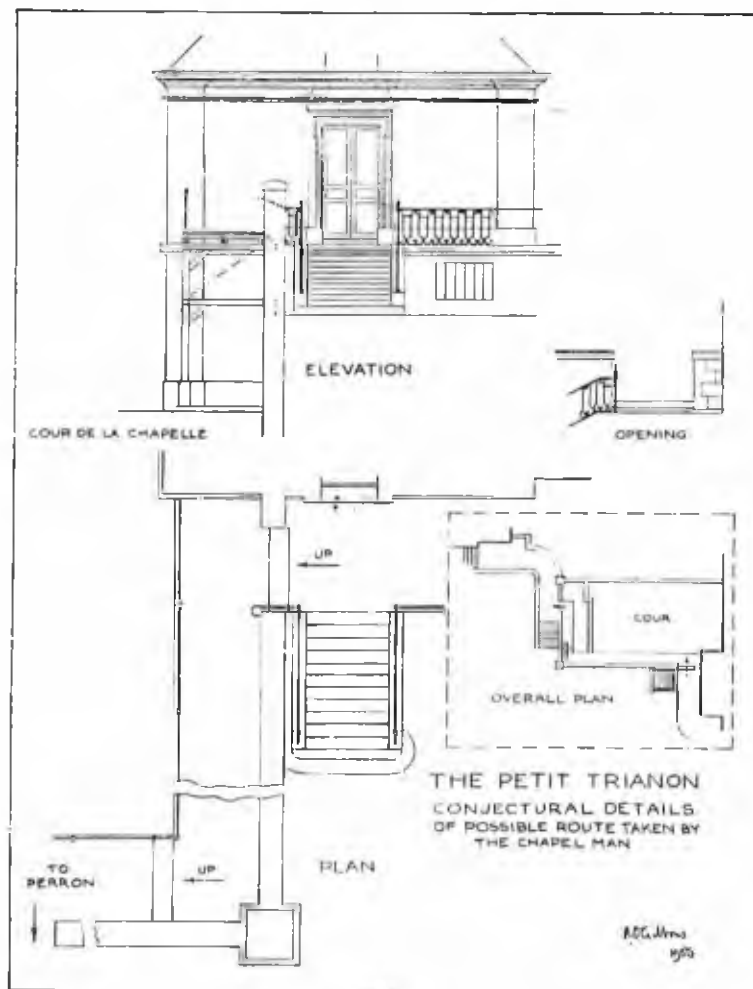 ELEVATION
COUR DE LA CHAPELLE
OPENING
UP
COUR
OVERALL PLAN
THE PETIT TRIANON
CONJECTURAL DETAILS
OF POSSIBLE ROUTE TAKEN BY
THE CHAPEL MAN
PLAN
TO
PERRON
UP